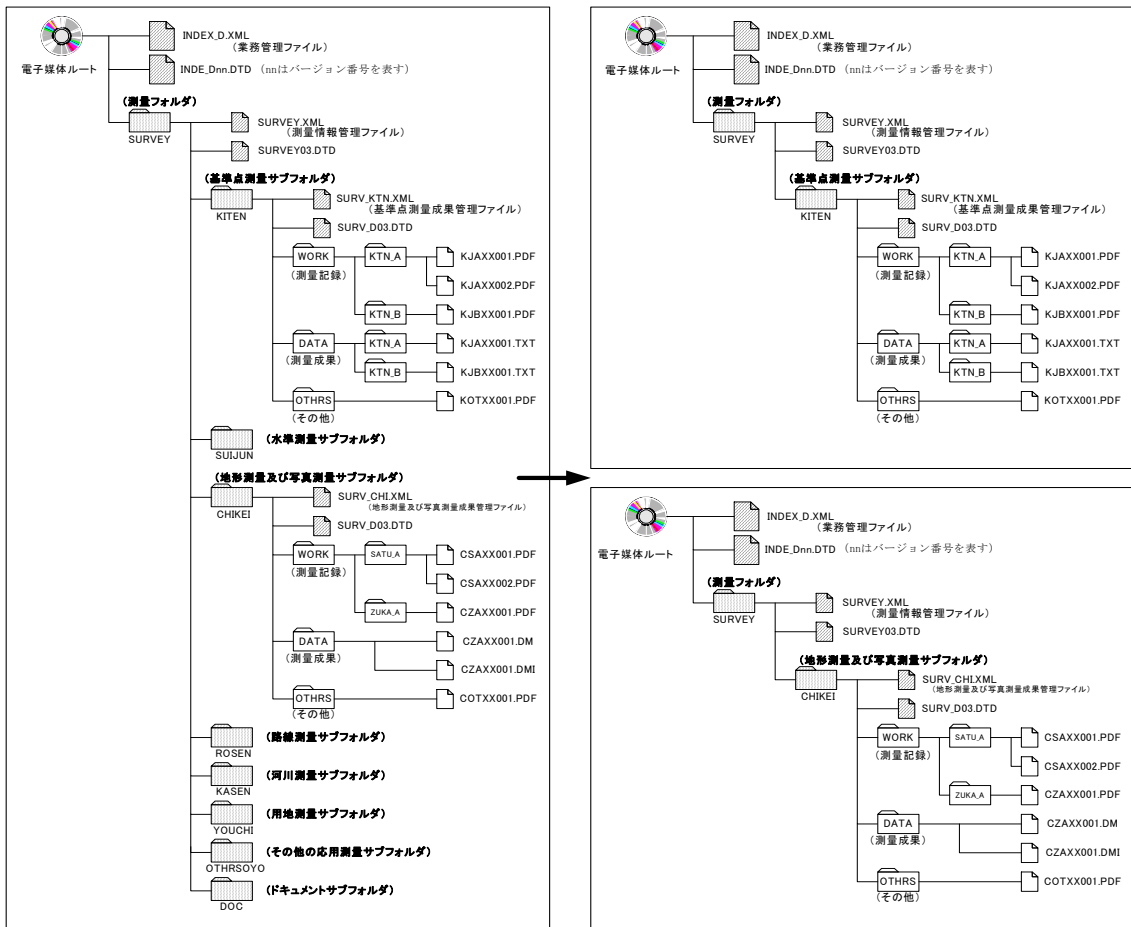 INDEX_D.XML
(業務管理ファイル)
電子媒体ルート
INDE_Dnn.DTD (nnはバージョン番号を表す)
(測量フォルダ)
SURVEY
SURVEY.XML
(測量情報管理ファイル)
SURVEY03.DTD
(基準点測量サブフォルダ)
KITEN
SURV_KTN.XML
(基準点測量成果管理ファイル)
SURV_D03.DTD
WORK
(測量記録)
KTN_A
KJAXX001.PDF
KJAXX002.PDF
KTN_B
KJBXX001.PDF
DATA
(測量成果)
KTN_A
KJAXX001.TXT
KTN_B
KJBXX001.TXT
OTHRS
(その他)
KOTXX001.PDF
(水準測量サブフォルダ)
SUIJUN
(地形測量及び写真測量サブフォルダ)
CHIKEI
SURV_CHI.XML
(地形測量及び写真測量成果管理ファイル)
SURV_D03.DTD
WORK
(測量記録)
SATU_A
CSAXX001.PDF
CSAXX002.PDF
ZUKA_A
CZAXX001.PDF
DATA
(測量成果)
CZAXX001.DM
CZAXX001.DMI
OTHRS
(その他)
COTXX001.PDF
(路線測量サブフォルダ)
ROSEN
(河川測量サブフォルダ)
KASEN
(用地測量サブフォルダ)
YOUCHI
(その他の応用測量サブフォルダ)
OTHRSOYO
(ドキュメントサブフォルダ)
DOC
INDEX_D.XML
(業務管理ファイル)
電子媒体ルート
INDE_Dnn.DTD (nnはバージョン番号を表す)
(測量フォルダ)
SURVEY
SURVEY.XML
(測量情報管理ファイル)
SURVEY03.DTD
(基準点測量サブフォルダ)
KITEN
SURV_KTN.XML
(基準点測量成果管理ファイル)
SURV_D03.DTD
WORK
(測量記録)
KTN_A
KJAXX001.PDF
KJAXX002.PDF
KTN_B
KJBXX001.PDF
DATA
(測量成果)
KTN_A
KJAXX001.TXT
KTN_B
KJBXX001.TXT
OTHRS
(その他)
KOTXX001.PDF
INDEX_D.XML
(業務管理ファイル)
電子媒体ルート
INDE_Dnn.DTD (nnはバージョン番号を表す)
(測量フォルダ)
SURVEY
SURVEY.XML
(測量情報管理ファイル)
SURVEY03.DTD
(地形測量及び写真測量サブフォルダ)
CHIKEI
SURV_CHI.XML
(地形測量及び写真測量成果管理ファイル)
SURV_D03.DTD
WORK
(測量記録)
SATU_A
CSAXX001.PDF
CSAXX002.PDF
ZUKA_A
CZAXX001.PDF
DATA
(測量成果)
CZAXX001.DM
CZAXX001.DMI
OTHRS
(その他)
COTXX001.PDF